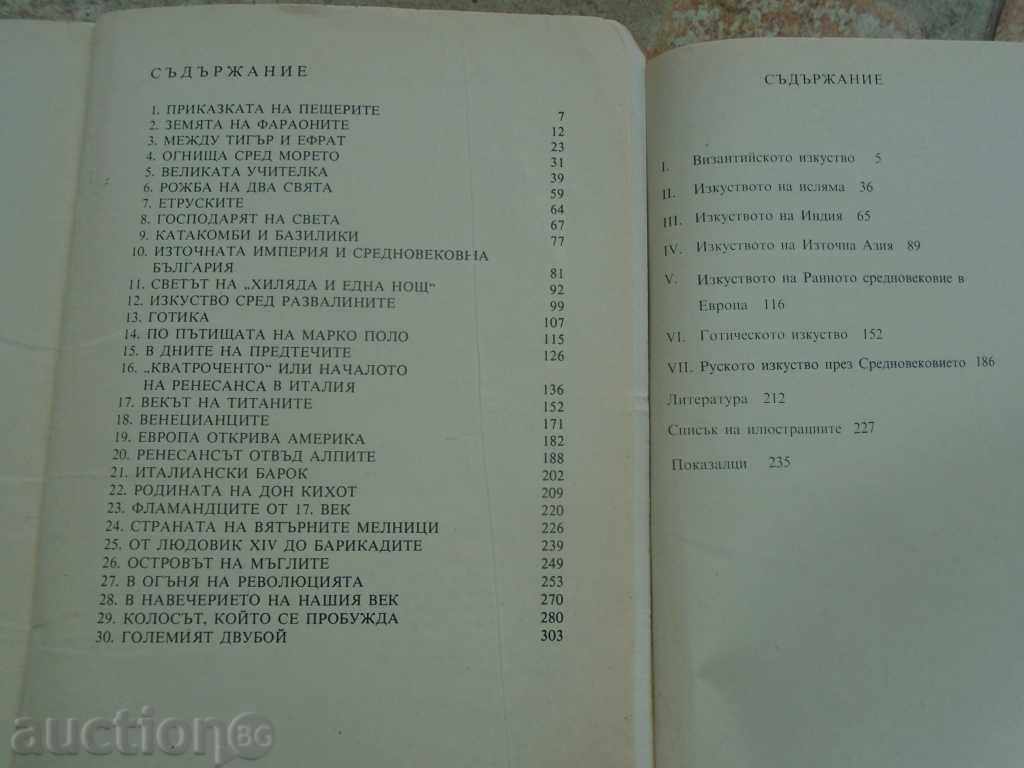 СЪДЪРЖАНИЕ
1. ПРИКАЗКАТА НА ПЕЩЕРИТЕ 7
2. ЗЕМЯТА НА ФАРАОНИТЕ 12
3. МЕЖДУ ТИГЪР И ЕФРАТ 23
4. ОГНИЩА СРЕД МОРЕТО 31
5. ВЕЛИКАТА УЧИТЕЛКА 39
6. РОЖБА НА ДВА СВЯТА 59
7. ЕТРУСКИТЕ 64
8. ГОСПОДАРЯТ НА СВЕТА 67
9. КАТАКОМБИ И БАЗИЛИКИ 77
10. ИЗТОЧНАТА ИМПЕРИЯ И СРЕДНОВЕКОВНА
БЪЛГАРИЯ 81
11. СВЕТЪТ НА „ХИЛЯДА И ЕДНА НОЩ“ 92
12. ИЗКУСТВО СРЕД РАЗВАЛИНИТЕ 99
13. ГОТИКА 107
14. ПО ПЪТИЩАТА НА МАРКО ПОЛО 115
15. В ДНИТЕ НА ПРЕДТЕЧИТЕ 126
16. „КВАТРОЧЕНТО“ ИЛИ НАЧАЛОТО
НА РЕНЕСАНСА В ИТАЛИЯ 136
17. ВЕКЪТ НА ТИТАНИТЕ 152
18. ВЕНЕЦИАНЦИТЕ 171
19. ЕВРОПА ОТКРИВА АМЕРИКА 182
20. РЕНЕСАНСЪТ ОТВЪД АЛПИТЕ 188
21. ИТАЛИАНСКИ БАРОК 202
22. РОДИНАТА НА ДОН КИХОТ 209
23. ФЛАМАНДЦИТЕ ОТ 17. ВЕК 220
24. СТРАНАТА НА ВЯТЪРНИТЕ МЕЛНИЦИ 226
25. ОТ ЛЮДОВИК XIV ДО БАРИКАДИТЕ 239
26. ОСТРОВЪТ НА МЪГЛИТЕ 249
27. В ОГЪНЯ НА РЕВОЛЮЦИЯТА 253
28. В НАВЕЧЕРИЕТО НА НАШИЯ ВЕК 270
29. КОЛОСЪТ, КОЙТО СЕ ПРОБУЖДА 280
30. ГОЛЕМИЯТ ДВУБОЙ 303
СЪДЪРЖАНИЕ
I. Византийското изкуство 5
II. Изкуството на исляма 36
III. Изкуството на Индия 65
IV. Изкуството на Източна Азия 89
V. Изкуството на Ранното средновековие в
Европа 116
VI. Готическото изкуство 152
VII. Руското изкуство през Средновековието 186
Литература 212
Списък на илюстрациите 227
Показалци 235
auction BG